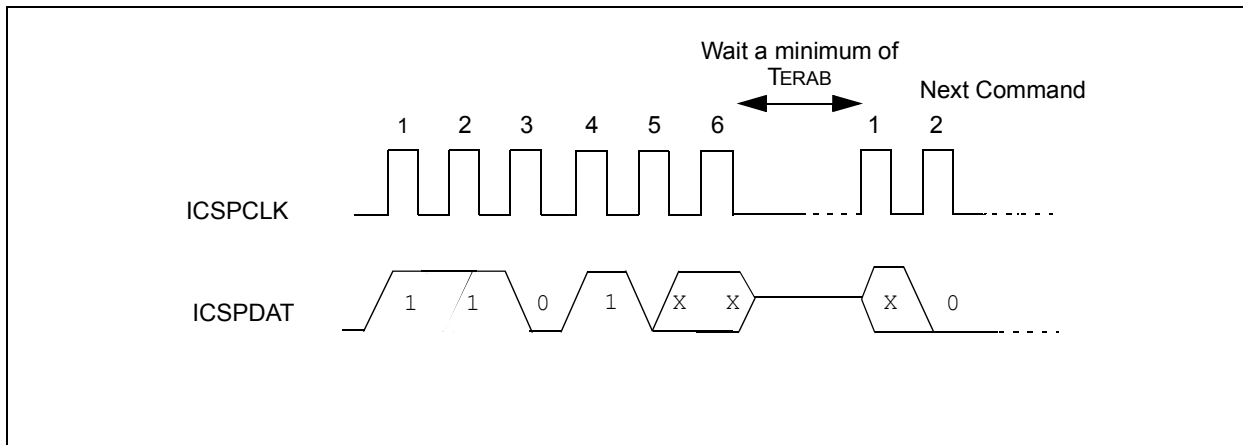 Wait a minimum of
TERAB
Next Command
1 2 3 4 5 6 1 2
ICSPCLK
ICSPDAT
1 1 0 1 X X X 0